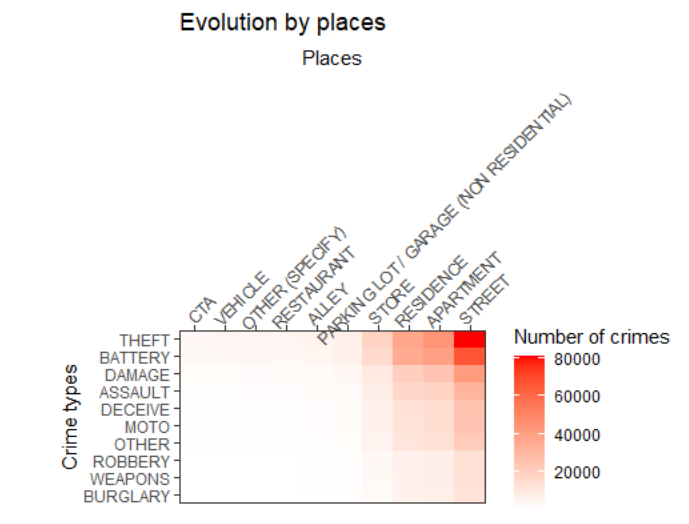 Evolution by places
Places
CTA
VEHICLE
OTHER (SPECIFY)
RESTAURANT
ALLEY
PARKING LOT / GARAGE (NON RESIDENTIAL)
STORE
RESIDENCE
APARTMENT
STREET
Crime types
THEFT
BATTERY
DAMAGE
ASSAULT
DECEIVE
MOTO
OTHER
ROBBERY
WEAPONS
BURGLARY
Number of crimes
80000
60000
40000
20000